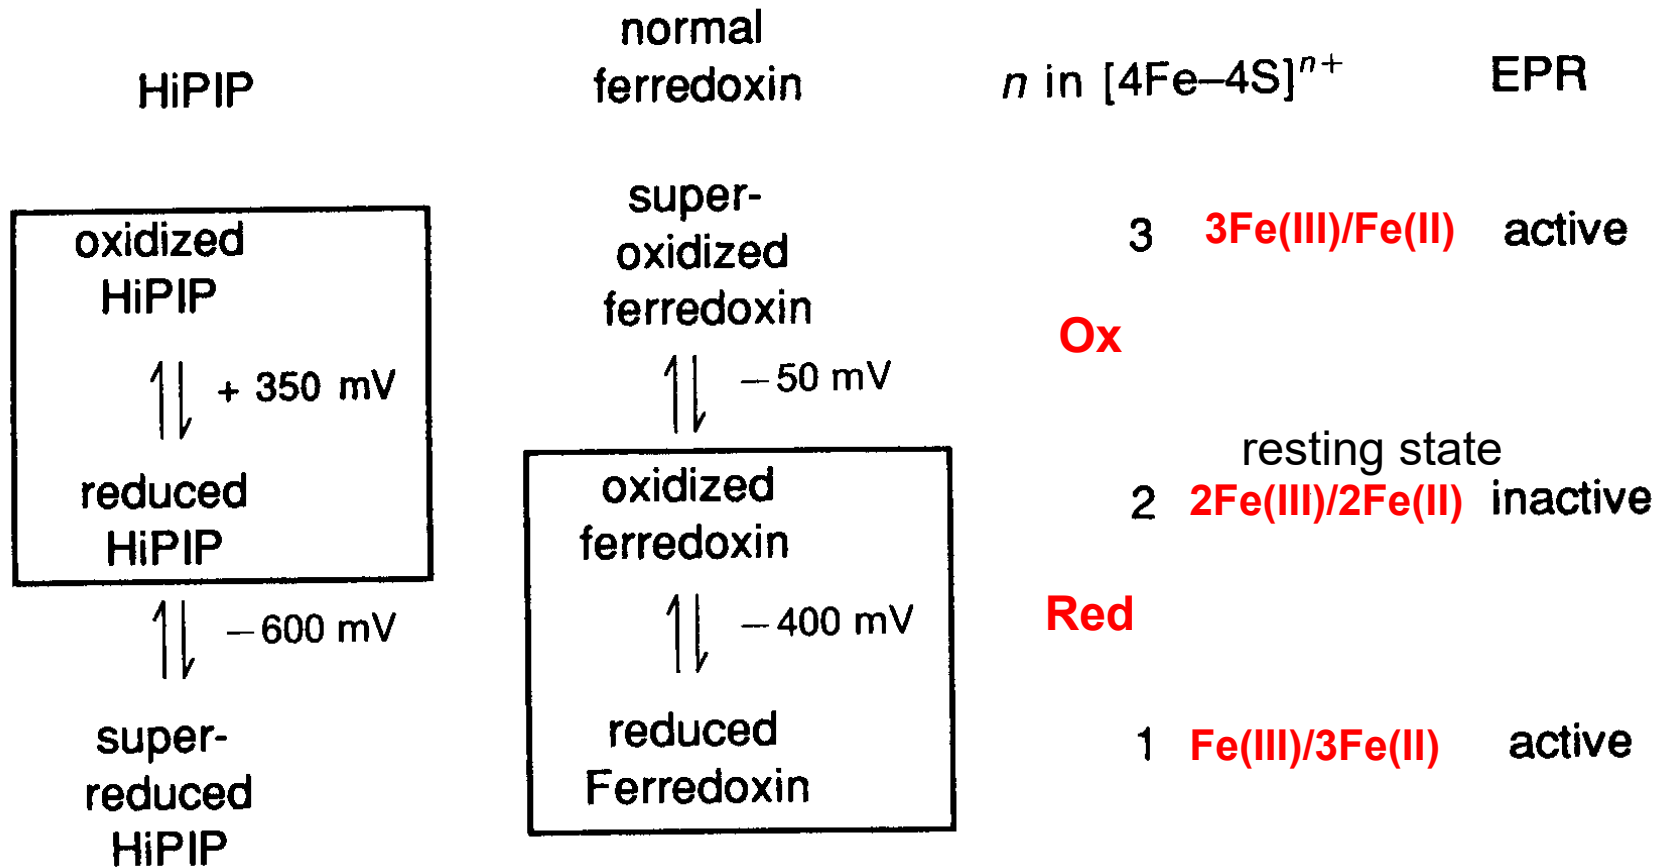 HiPIP
normal
ferredoxin
n in [4Fe–4S]ⁿ⁺
EPR
oxidized
HiPIP
+ 350 mV
reduced
HiPIP
– 600 mV
super-
reduced
HiPIP
super-
oxidized
ferredoxin
– 50 mV
oxidized
ferredoxin
– 400 mV
reduced
Ferredoxin
3 3Fe(III)/Fe(II) active
Ox
resting state
2 2Fe(III)/2Fe(II) inactive
Red
1 Fe(III)/3Fe(II) active